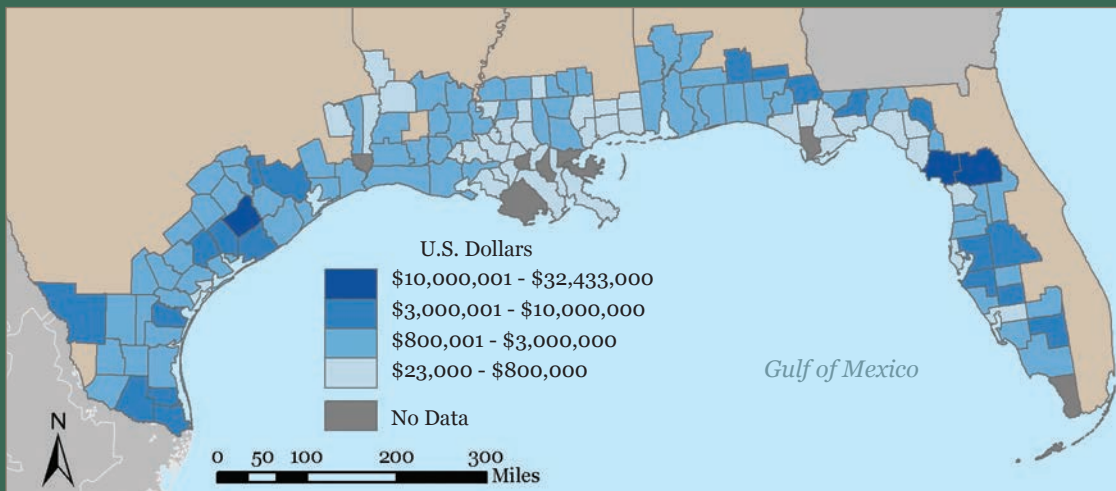 U.S. Dollars
$10,000,001 - $32,433,000
$3,000,001 - $10,000,000
$800,001 - $3,000,000
$23,000 - $800,000
No Data
Gulf of Mexico
N
0 50 100 200 300
Miles